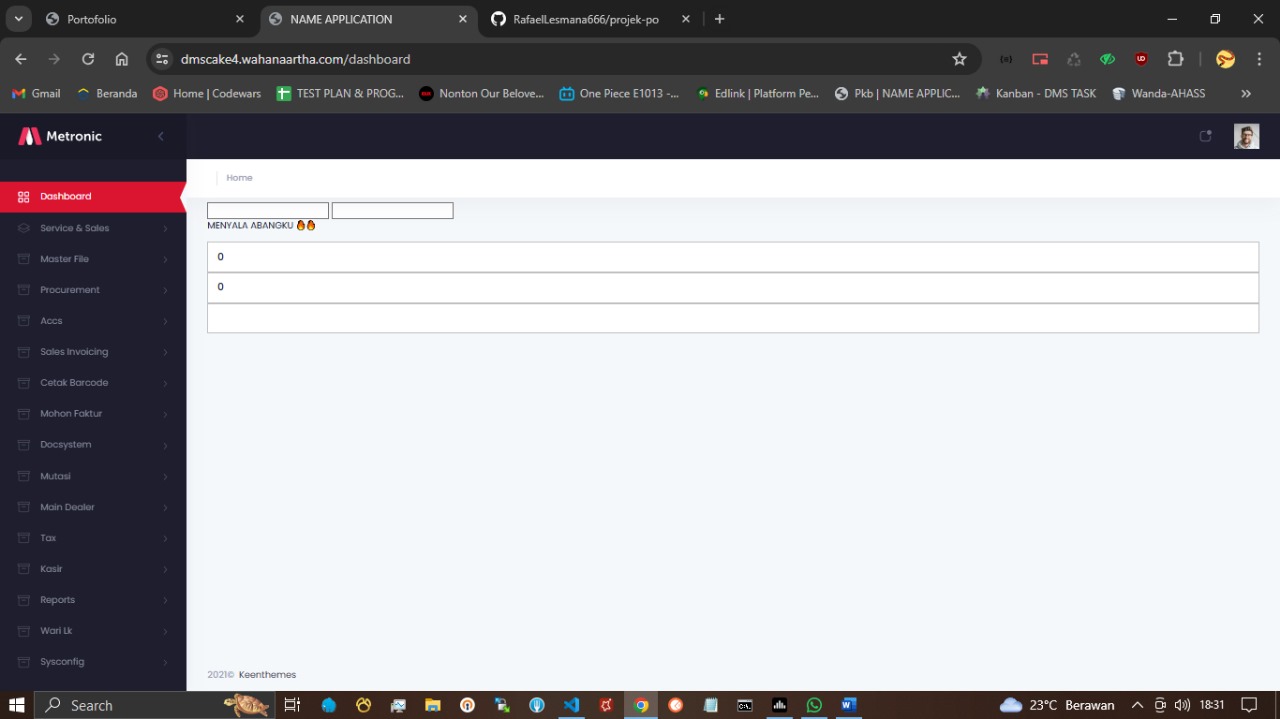 Portofolio
NAME APPLICATION
RafaelLesmana666/projek-po
dmscake4.wahanaartha.com/dashboard
Gmail
Beranda
Home | Codewars
TEST PLAN & PROG...
Nonton Our Belove...
One Piece E1013 -...
Edlink | Platform Pe...
Pkb | NAME APPLIC...
Kanban - DMS TASK
Wanda-AHASS
Metronic
Home
Dashboard
Service & Sales
Master File
Procurement
Accs
Sales Invoicing
Cetak Barcode
Mohon Faktur
Docsystem
Mutasi
Main Dealer
Tax
Kasir
Reports
Wari Lk
Sysconfig
MENYALA ABANGKU 🔥🔥
0
0
2021© Keenthemes
Search
23°C Berawan
18:31